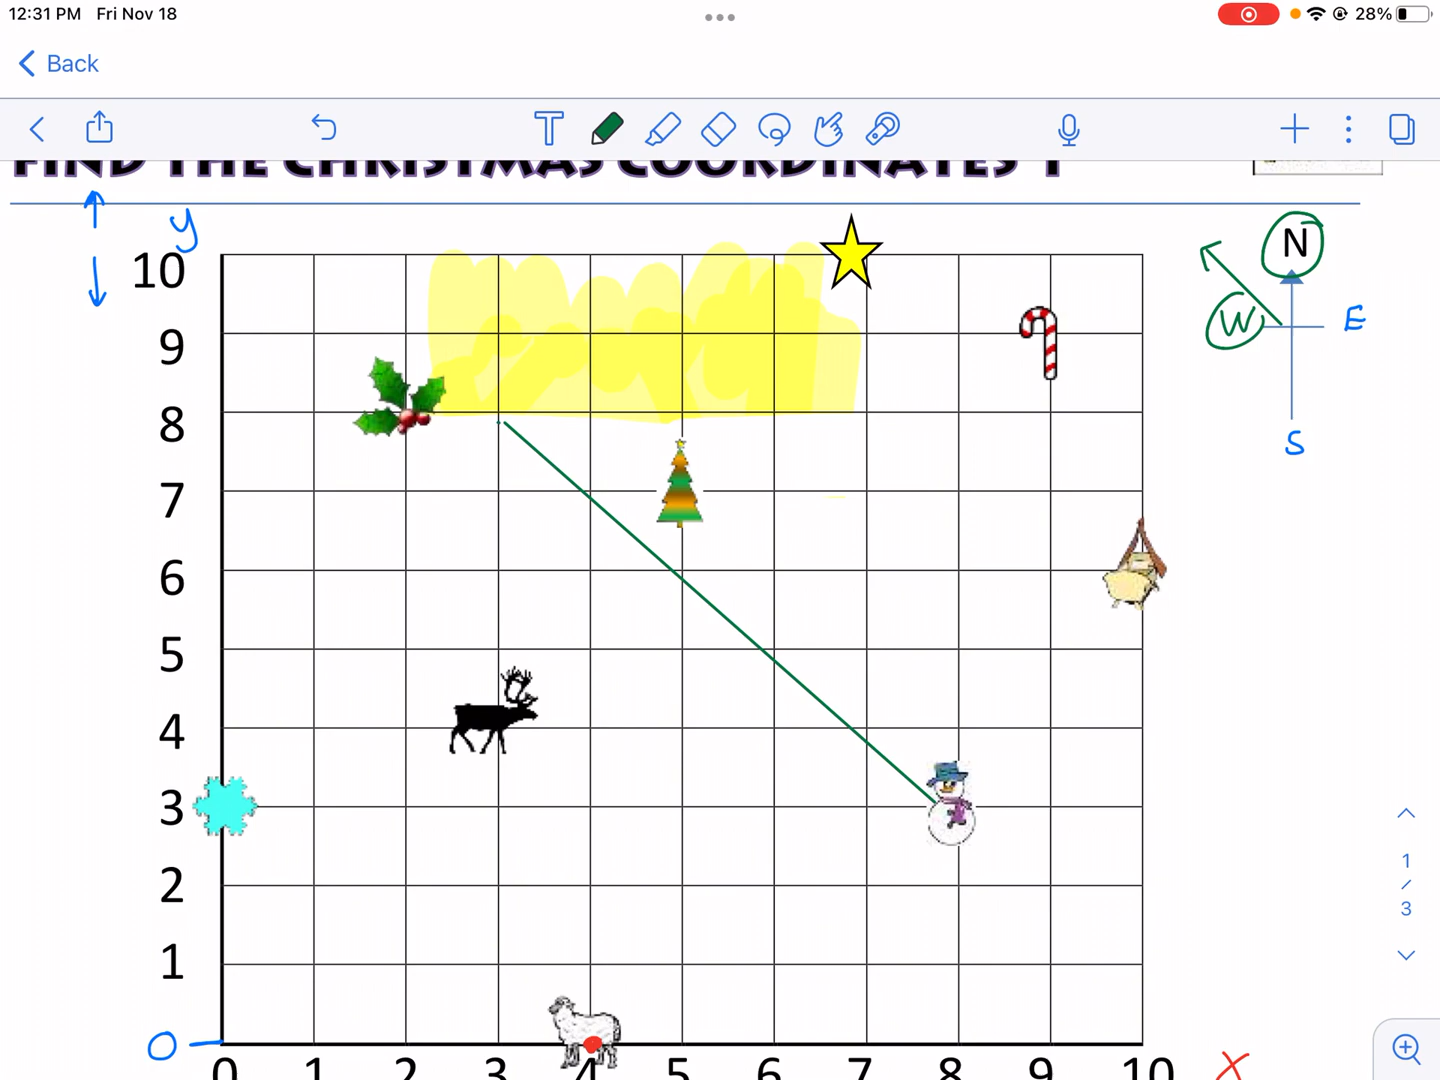 12:31 PM Fri Nov 18
28%
Back
T
FIND THE CHRISTMAS COORDINATES 1
y
N
W
E
S
10
9
8
7
6
5
4
3
2
1
0
0 1 2 3 4 5 6 7 8 9 10 X
1
/
3